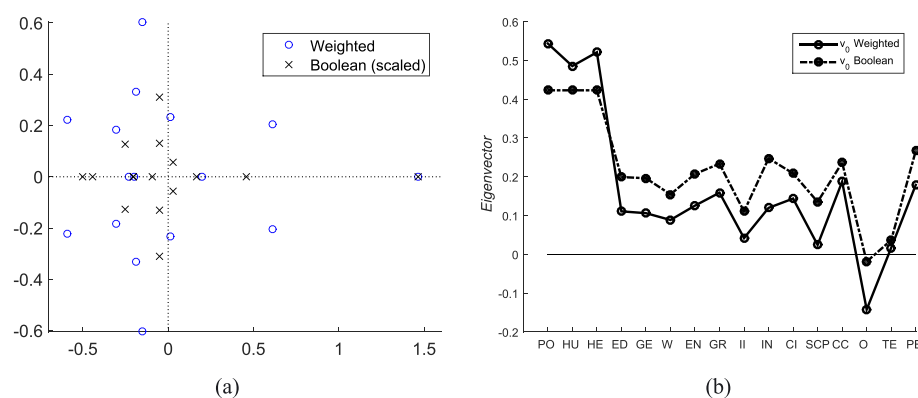 0.6
0.4
0.2
0
-0.2
-0.4
-0.6
-0.5 0 0.5 1 1.5
Weighted
Boolean (scaled)
(a)
0.6
0.5
0.4
0.3
0.2
0.1
0
-0.1
-0.2
Eigenvector
v0 Weighted
v0 Boolean
PO HU HE ED GE W EN GR II IN CI SCP CC O TE PE
(b)